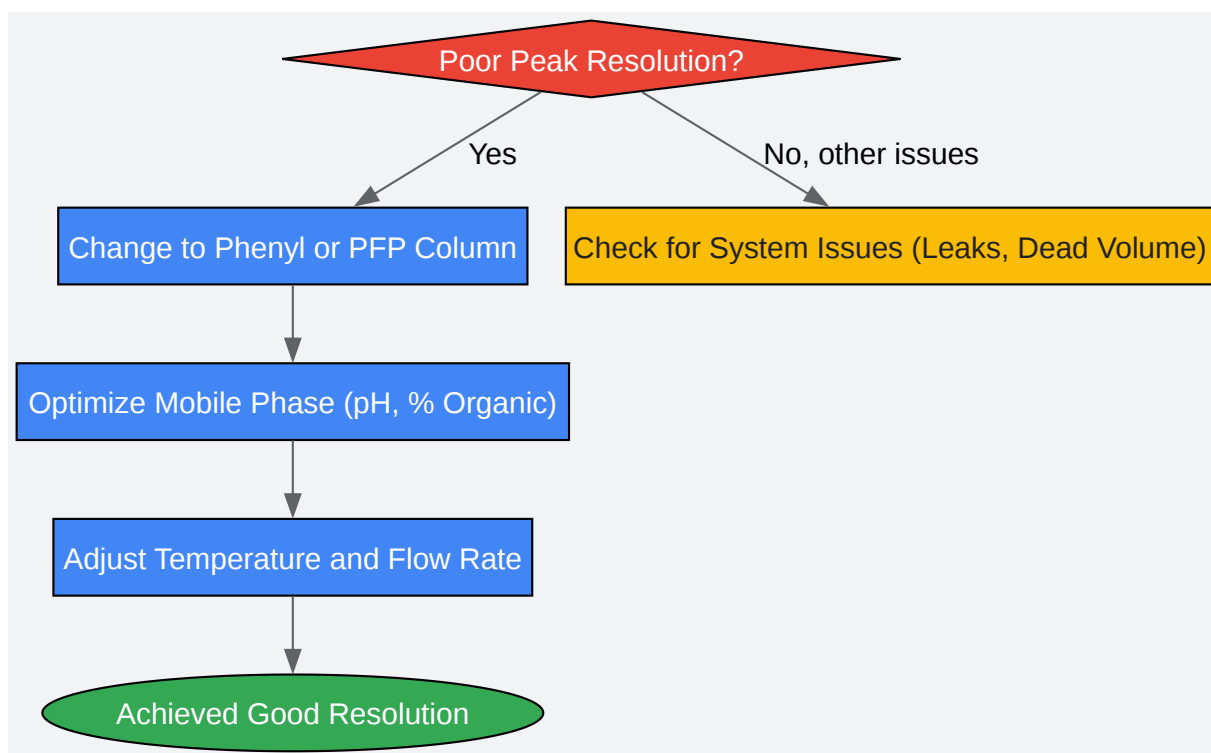 Poor Peak Resolution?
Yes
No, other issues
Change to Phenyl or PFP Column
Check for System Issues (Leaks, Dead Volume)
Optimize Mobile Phase (pH, % Organic)
Adjust Temperature and Flow Rate
Achieved Good Resolution